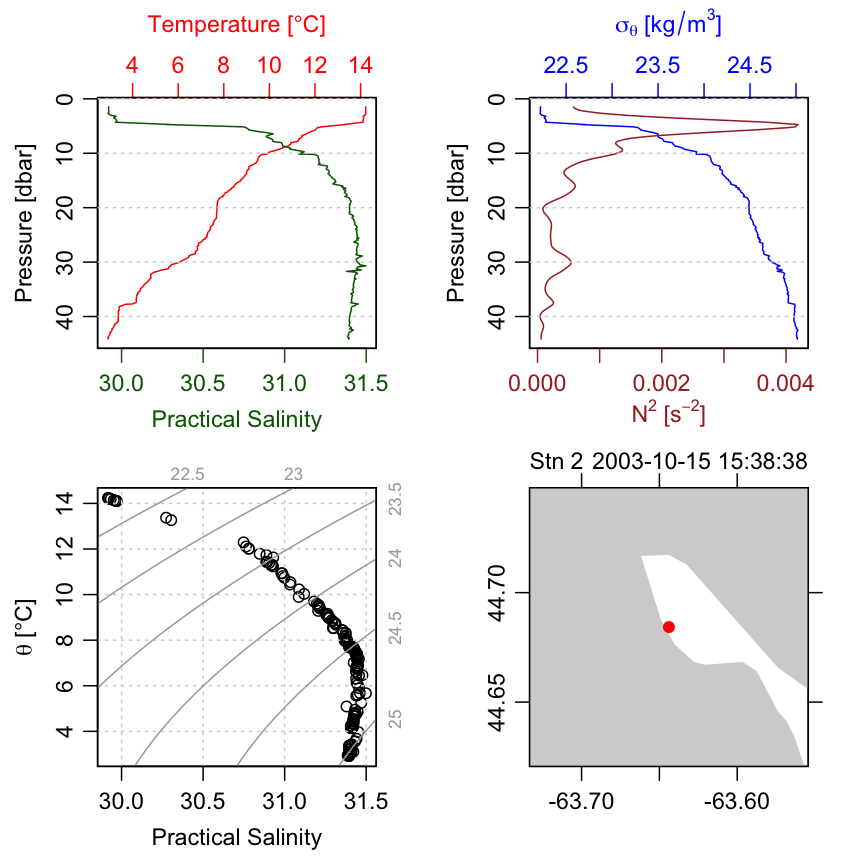 Temperature [°C]
4 6 8 10 12 14
0
10
20
30
40
Pressure [dbar]
30.0 30.5 31.0 31.5
Practical Salinity
σθ [kg/m³]
22.5 23.5 24.5
0
10
20
30
40
Pressure [dbar]
0.000 0.002 0.004
N² [s⁻²]
22.5 23
23.5
24
24.5
25
14
12
10
8
6
4
θ [°C]
30.0 30.5 31.0 31.5
Practical Salinity
Stn 2 2003-10-15 15:38:38
44.70
44.65
-63.70 -63.60